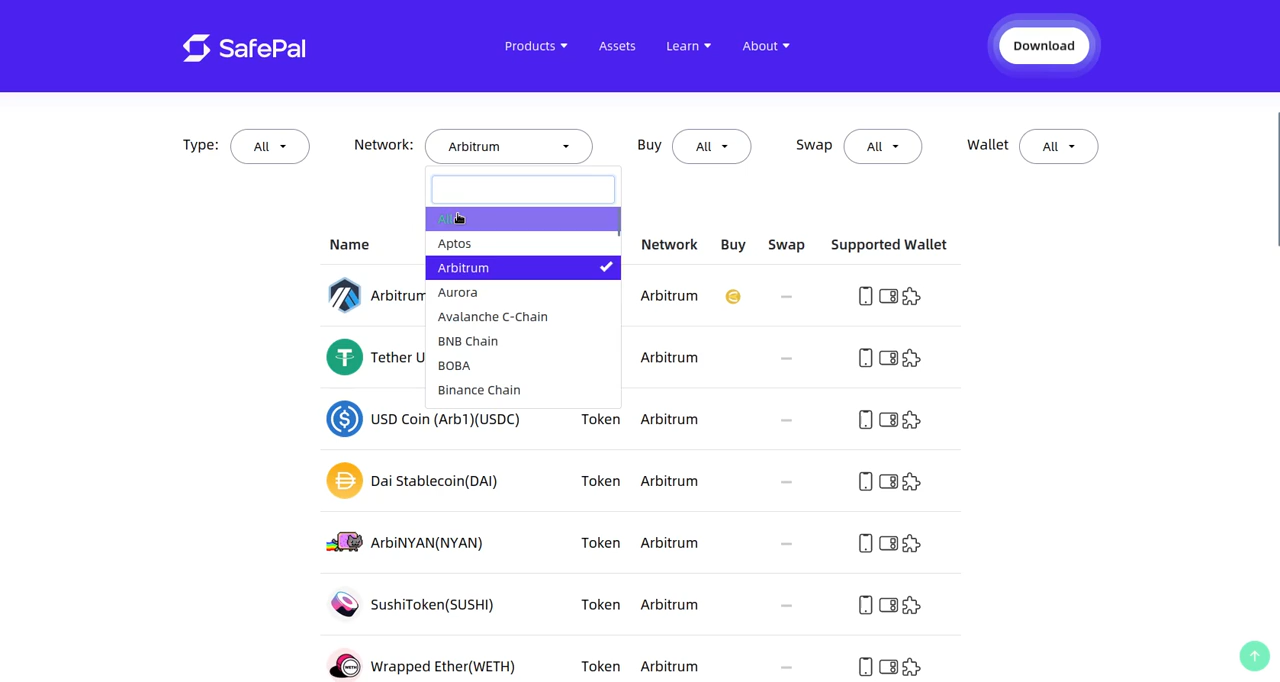 SafePal
Products
Assets
Learn
About
Download
Type:
All
Network:
Arbitrum
Buy
All
Swap
All
Wallet
All
All
Aptos
Arbitrum
Aurora
Avalanche C-Chain
BNB Chain
BOBA
Binance Chain
Name
Network
Buy
Swap
Supported Wallet
Arbitrum
Arbitrum
Tether U
Arbitrum
USD Coin (Arb1)(USDC)
Token
Arbitrum
Dai Stablecoin(DAI)
Token
Arbitrum
ArbiNYAN(NYAN)
Token
Arbitrum
SushiToken(SUSHI)
Token
Arbitrum
Wrapped Ether(WETH)
Token
Arbitrum